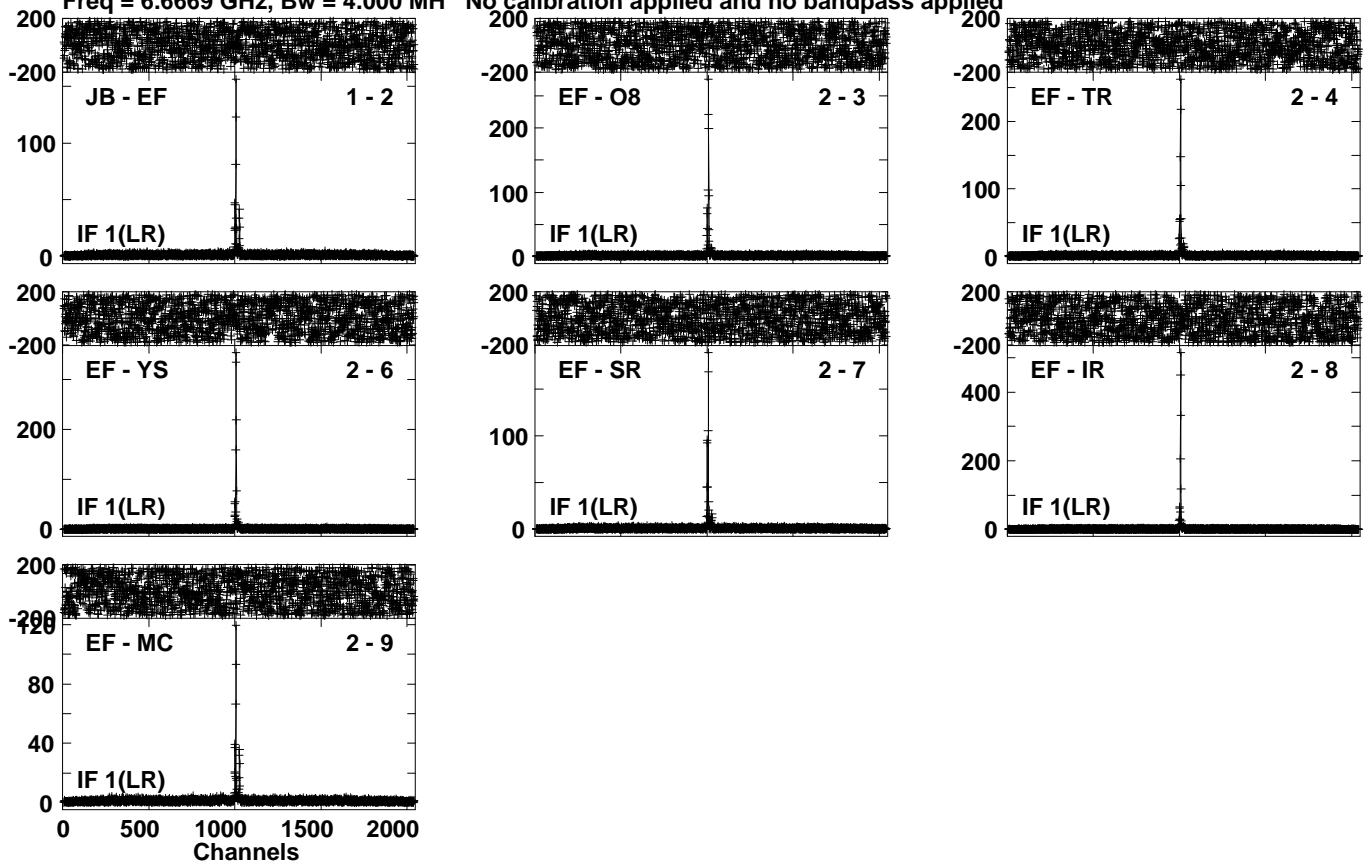 Freq = 6.6669 GHz, Bw = 4.000 MH No calibration applied and no bandpass applied
200 200 200
-200 -200 -200
JB - EF 1 - 2 EF - O8 2 - 3 EF - TR 2 - 4
100 200 200
100 100
IF 1(LR) IF 1(LR) IF 1(LR)
0 0 0
200 200 200
-200 -200 -200
EF - YS 2 - 6 EF - SR 2 - 7 EF - IR 2 - 8
200 100 400
200
IF 1(LR) IF 1(LR) IF 1(LR)
0 0 0
200
-200
120
EF - MC 2 - 9
80
40
IF 1(LR)
0
0 500 1000 1500 2000
Channels